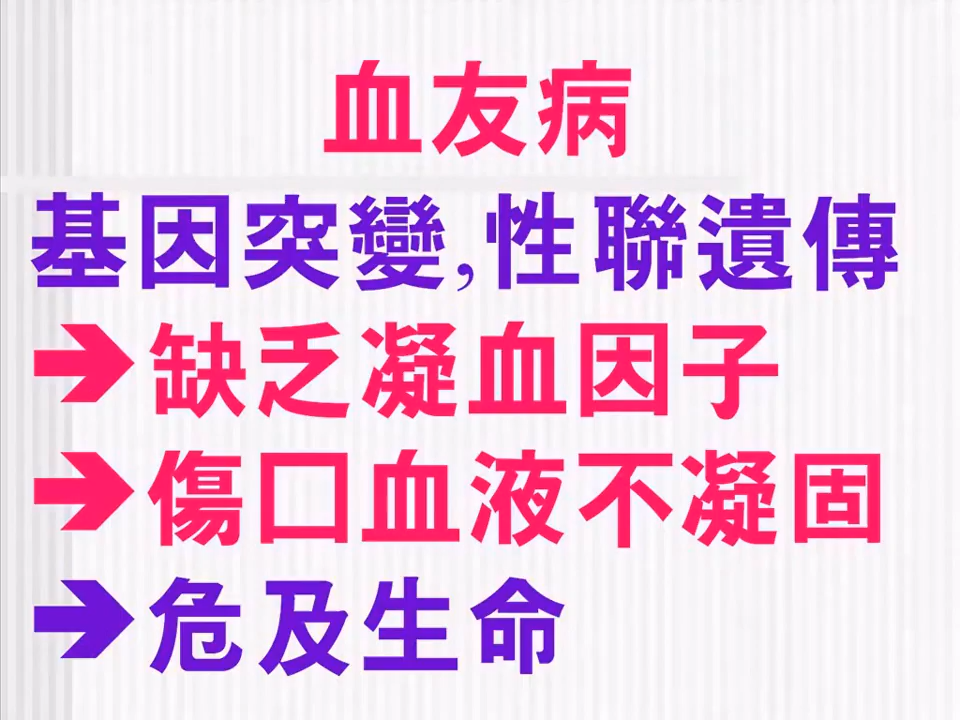 血友病
基因突變,性聯遺傳
➔缺乏凝血因子
➔傷口血液不凝固
➔危及生命